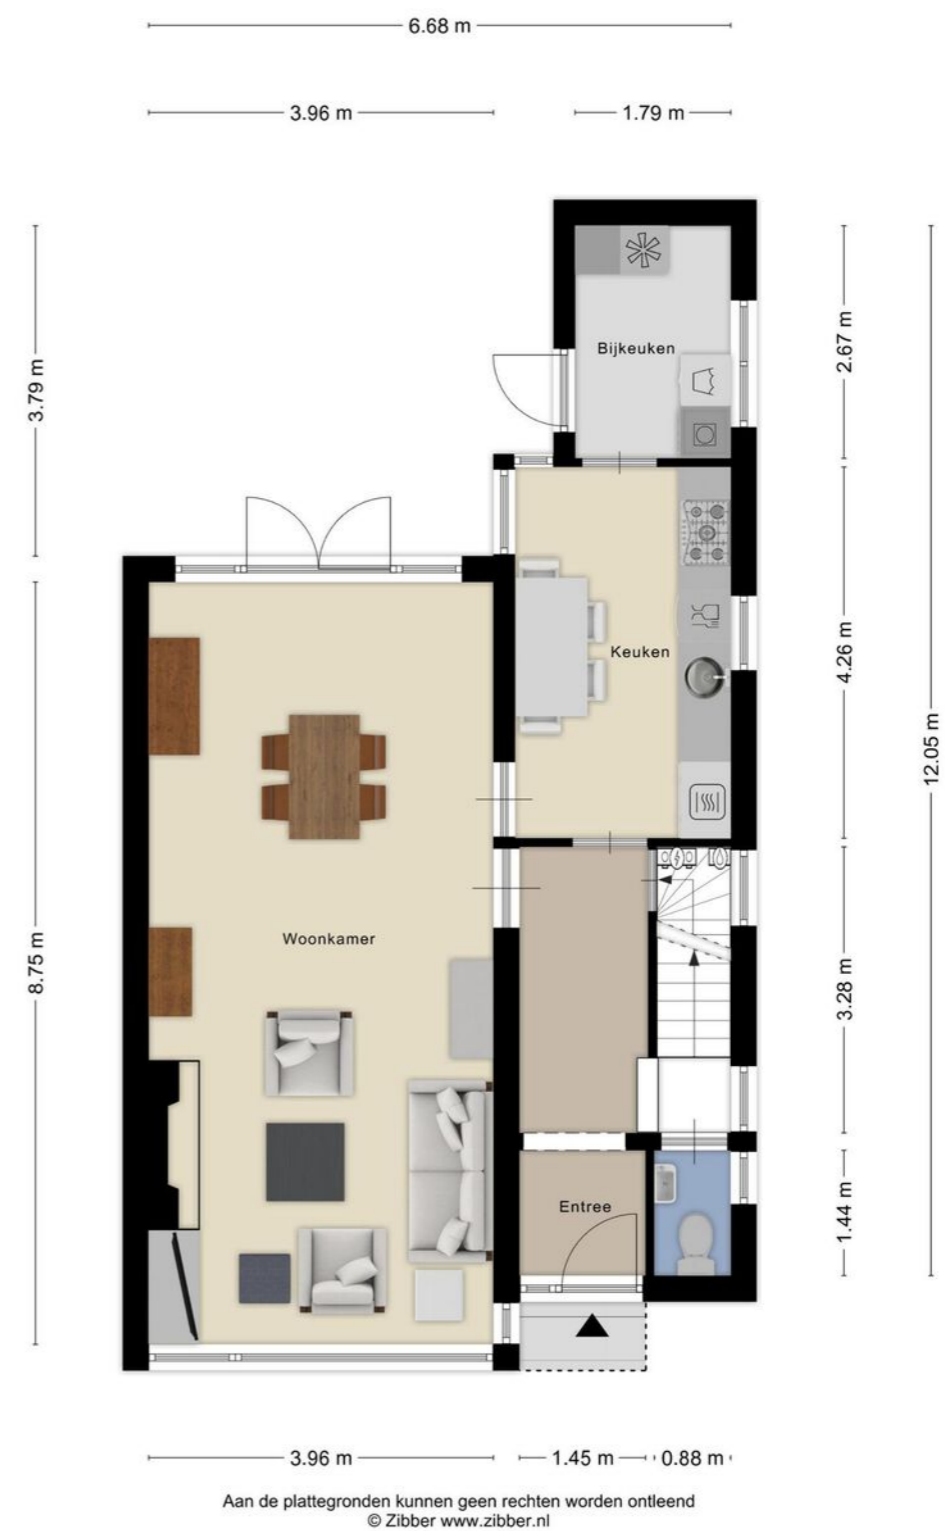 6.68 m
3.96 m
1.79 m
3.79 m
2.67 m
Bijkeuken
4.26 m
Keuken
12.05 m
Woonkamer
8.75 m
3.28 m
1.44 m
Entree
3.96 m
1.45 m
0.88 m
Aan de plattegronden kunnen geen rechten worden ontleend
© Zibber www.zibber.nl